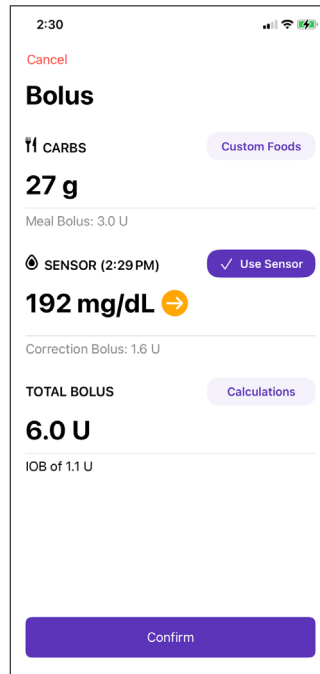 2:30
Cancel
Bolus
CARBS
Custom Foods
27 g
Meal Bolus: 3.0 U
SENSOR (2:29 PM)
Use Sensor
192 mg/dL
Correction Bolus: 1.6 U
TOTAL BOLUS
Calculations
6.0 U
IOB of 1.1 U
Confirm